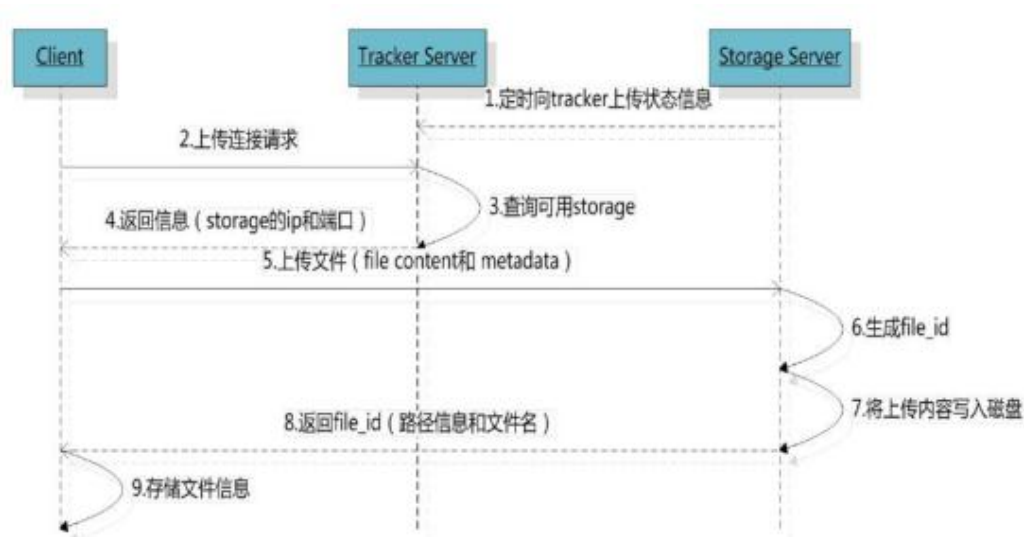 Client
Tracker Server
Storage Server
1.定时向tracker上传状态信息
2.上传连接请求
3.查询可用storage
4.返回信息（storage的ip和端口）
5.上传文件（file content和 metadata）
6.生成file_id
7.将上传内容写入磁盘
8.返回file_id（路径信息和文件名）
9.存储文件信息